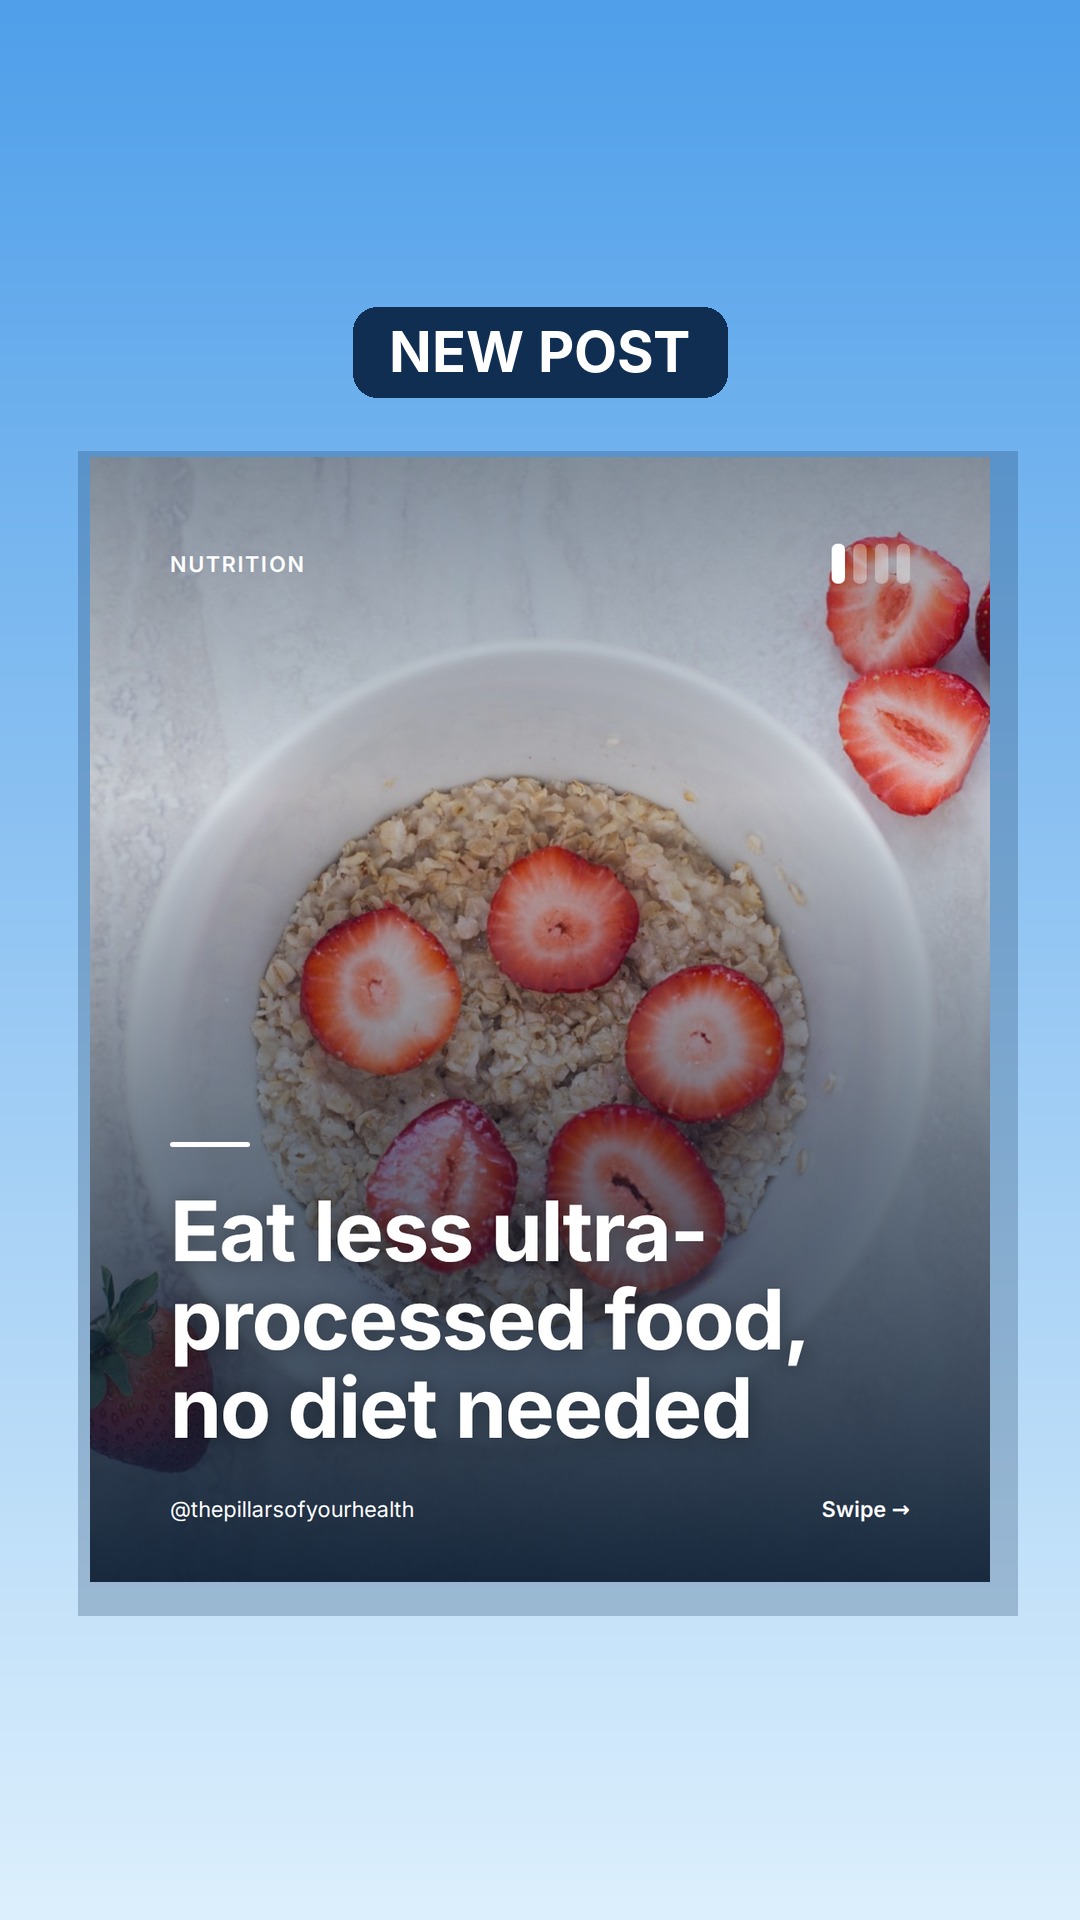 NEW POST
NUTRITION
Eat less ultra-
processed food,
no diet needed
@thepillarsofyourhealth
Swipe →